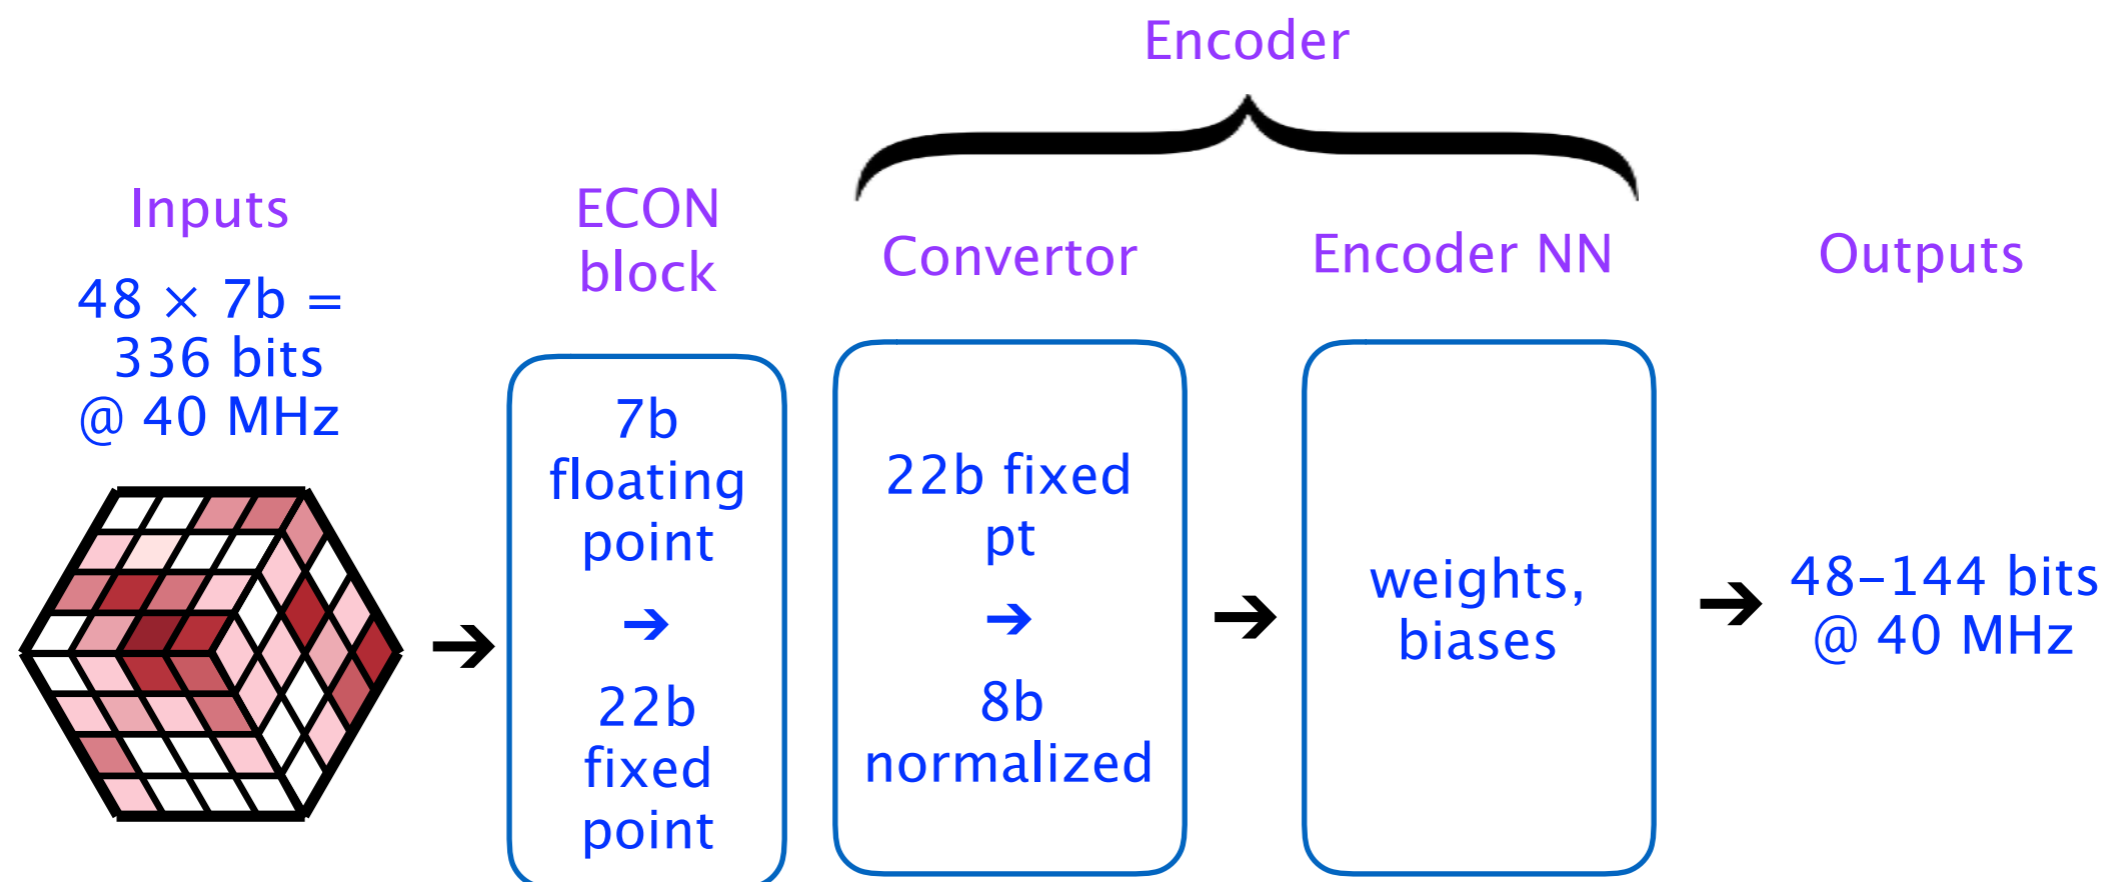 Encoder
Inputs
48 × 7b =
336 bits
@ 40 MHz
ECON
block
7b
floating
point
➔
22b
fixed
point
Convertor
22b fixed
pt
➔
8b
normalized
Encoder NN
weights,
biases
Outputs
48–144 bits
@ 40 MHz